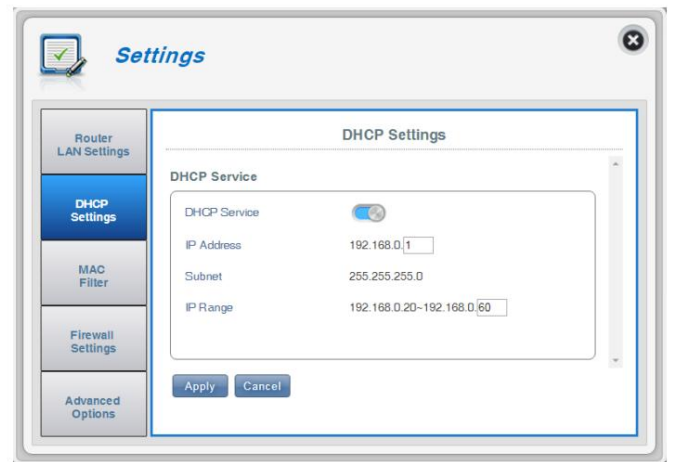 Settings
Router
LAN Settings
DHCP
Settings
MAC
Filter
Firewall
Settings
Advanced
Options
DHCP Settings
DHCP Service
DHCP Service
IP Address 192.168.0.1
Subnet 255.255.255.0
IP Range 192.168.0.20~192.168.0.60
Apply Cancel